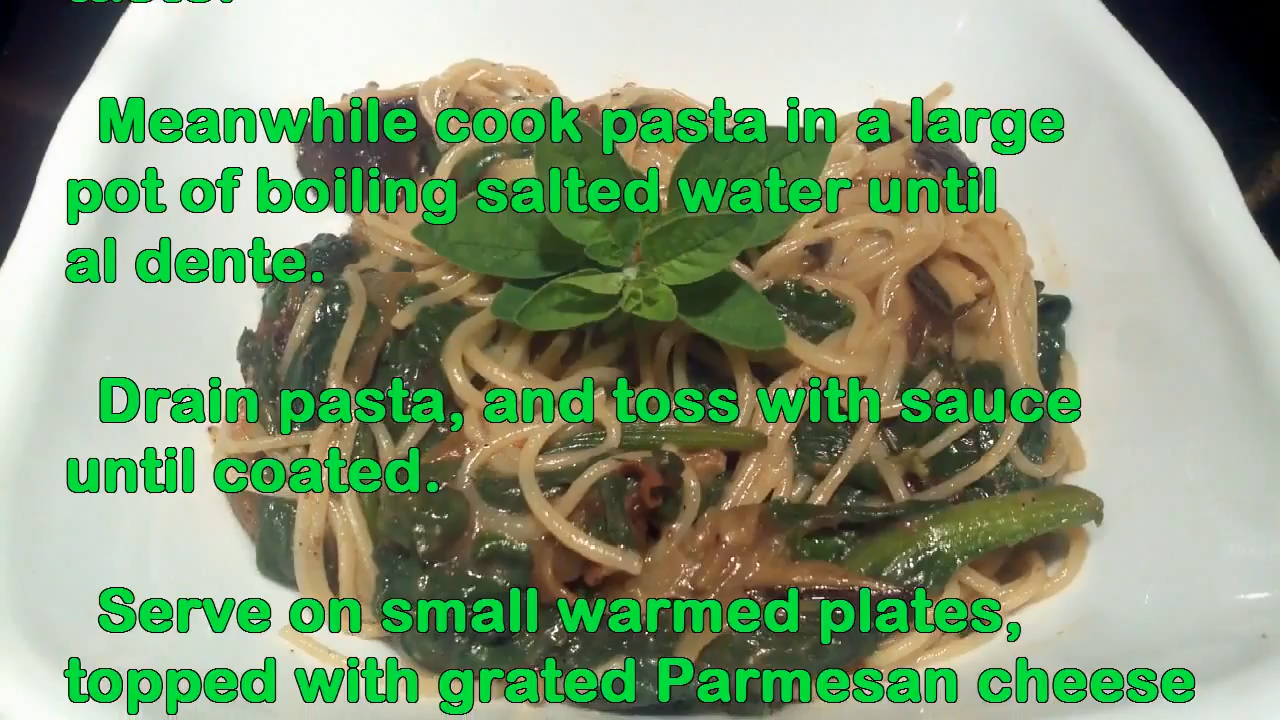 Meanwhile cook pasta in a large
pot of boiling salted water until
al dente.
Drain pasta, and toss with sauce
until coated.
Serve on small warmed plates,
topped with grated Parmesan cheese